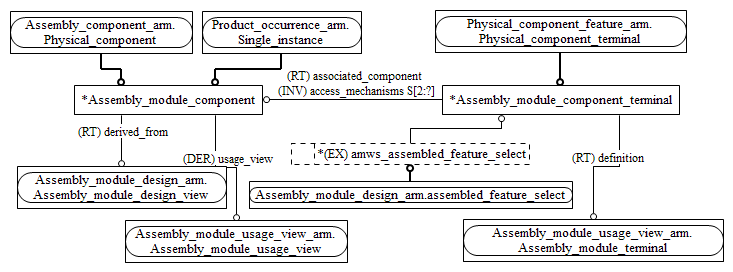 Assembly_component_arm.
Physical_component
Product_occurrence_arm.
Single_instance
Physical_component_feature_arm.
Physical_component_terminal
(RT) associated_component
(INV) access_mechanisms S[2:?]
*Assembly_module_component
*Assembly_module_component_terminal
(RT) derived_from
(DER) usage_view
*(EX) amws_assembled_feature_select
(RT) definition
Assembly_module_design_arm.
Assembly_module_design_view
Assembly_module_design_arm.assembled_feature_select
Assembly_module_usage_view_arm.
Assembly_module_usage_view
Assembly_module_usage_view_arm.
Assembly_module_terminal